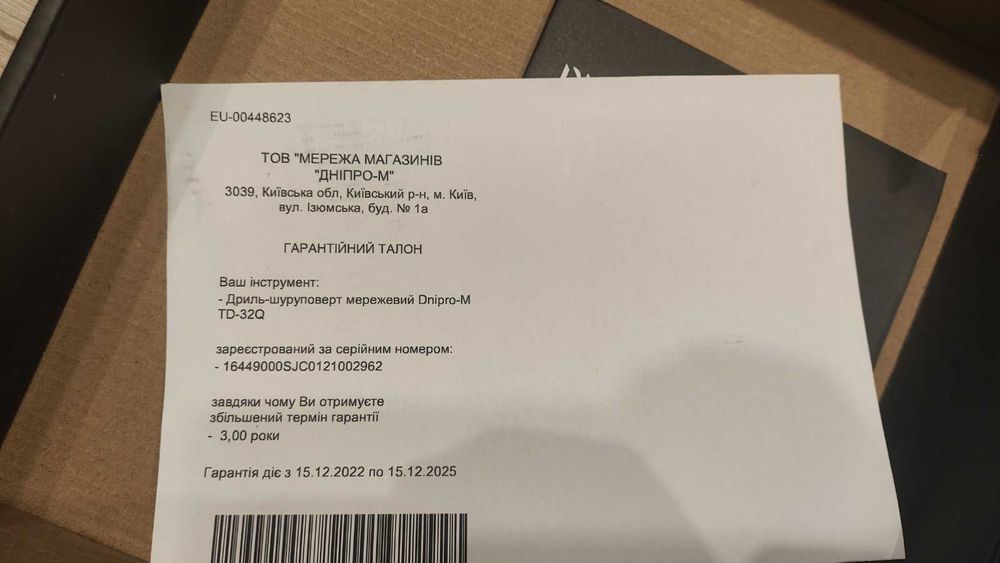 EU-00448623
ТОВ "МЕРЕЖА МАГАЗИНІВ
"ДНІПРО-М"
3039, Київська обл, Київський р-н, м. Київ,
вул. Ізюмська, буд. № 1а
ГАРАНТІЙНИЙ ТАЛОН
Ваш інструмент:
- Дриль-шуруповерт мережевий Dnipro-M
TD-32Q
зареєстрований за серійним номером:
- 16449000SJC0121002962
завдяки чому Ви отримуєте
збільшений термін гарантії
- 3,00 роки
Гарантія діє з 15.12.2022 по 15.12.2025